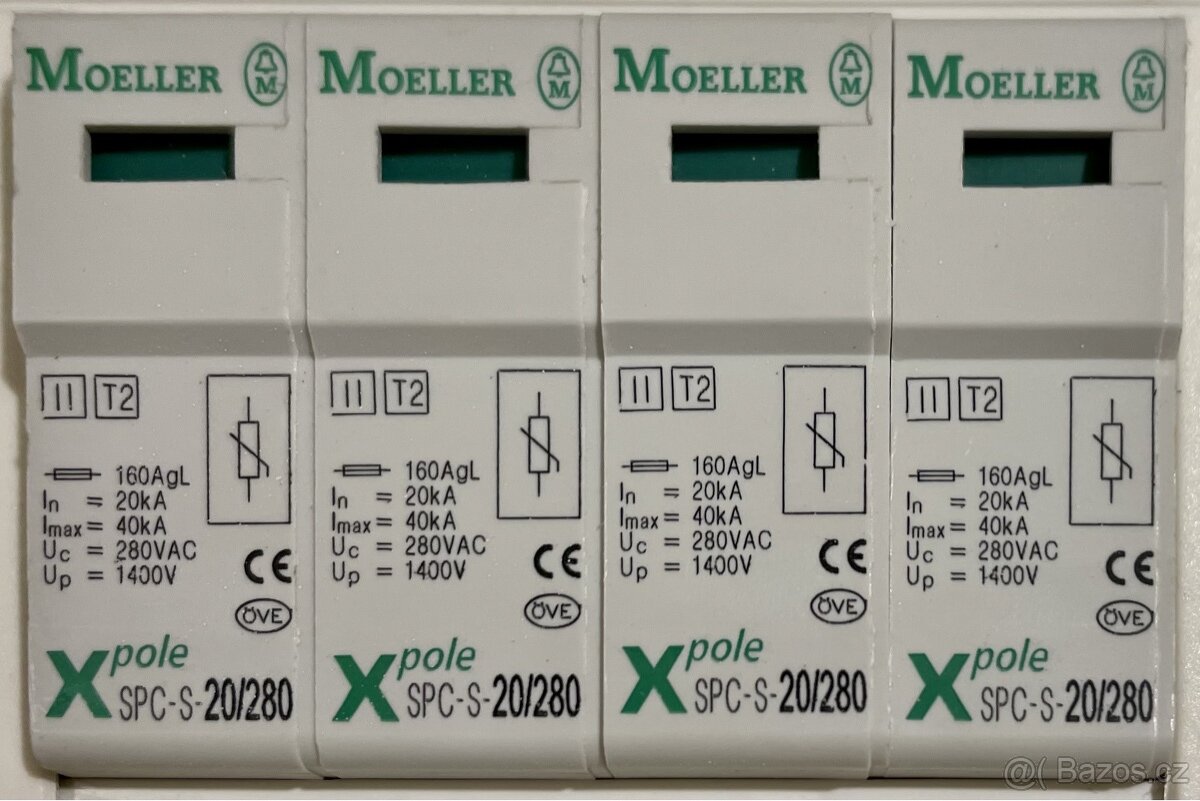 MOELLER M
II T2
160AgL
In = 20kA
Imax = 40kA
Uc = 280VAC
Up = 1400V
CE
ÖVE
Xpole
SPC-S-20/280
MOELLER M
II T2
160AgL
In = 20kA
Imax = 40kA
Uc = 280VAC
Up = 1400V
CE
ÖVE
Xpole
SPC-S-20/280
MOELLER M
II T2
160AgL
In = 20kA
Imax = 40kA
Uc = 280VAC
Up = 1400V
CE
ÖVE
Xpole
SPC-S-20/280
MOELLER M
II T2
160AgL
In = 20kA
Imax = 40kA
Uc = 280VAC
Up = 1400V
CE
ÖVE
Xpole
SPC-S-20/280
@( Bazos.cz